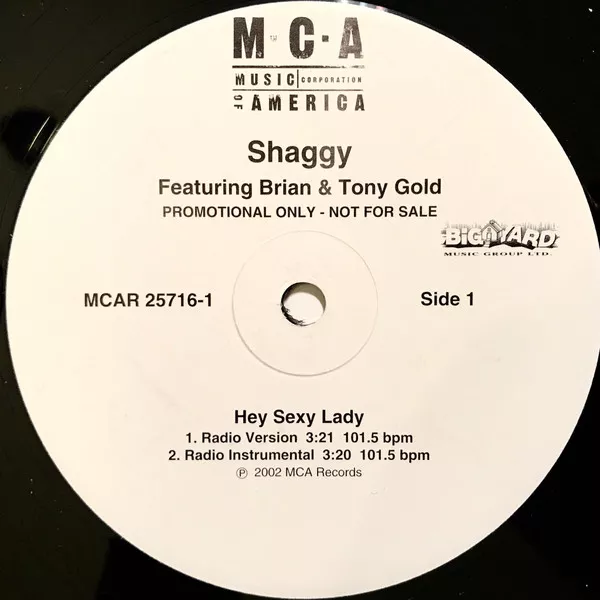 M·C·A
MUSIC CORPORATION
OF AMERICA
Shaggy
Featuring Brian & Tony Gold
PROMOTIONAL ONLY - NOT FOR SALE
BIG YARD
MUSIC GROUP LTD.
MCAR 25716-1
Side 1
Hey Sexy Lady
1. Radio Version 3:21 101.5 bpm
2. Radio Instrumental 3:20 101.5 bpm
℗ 2002 MCA Records